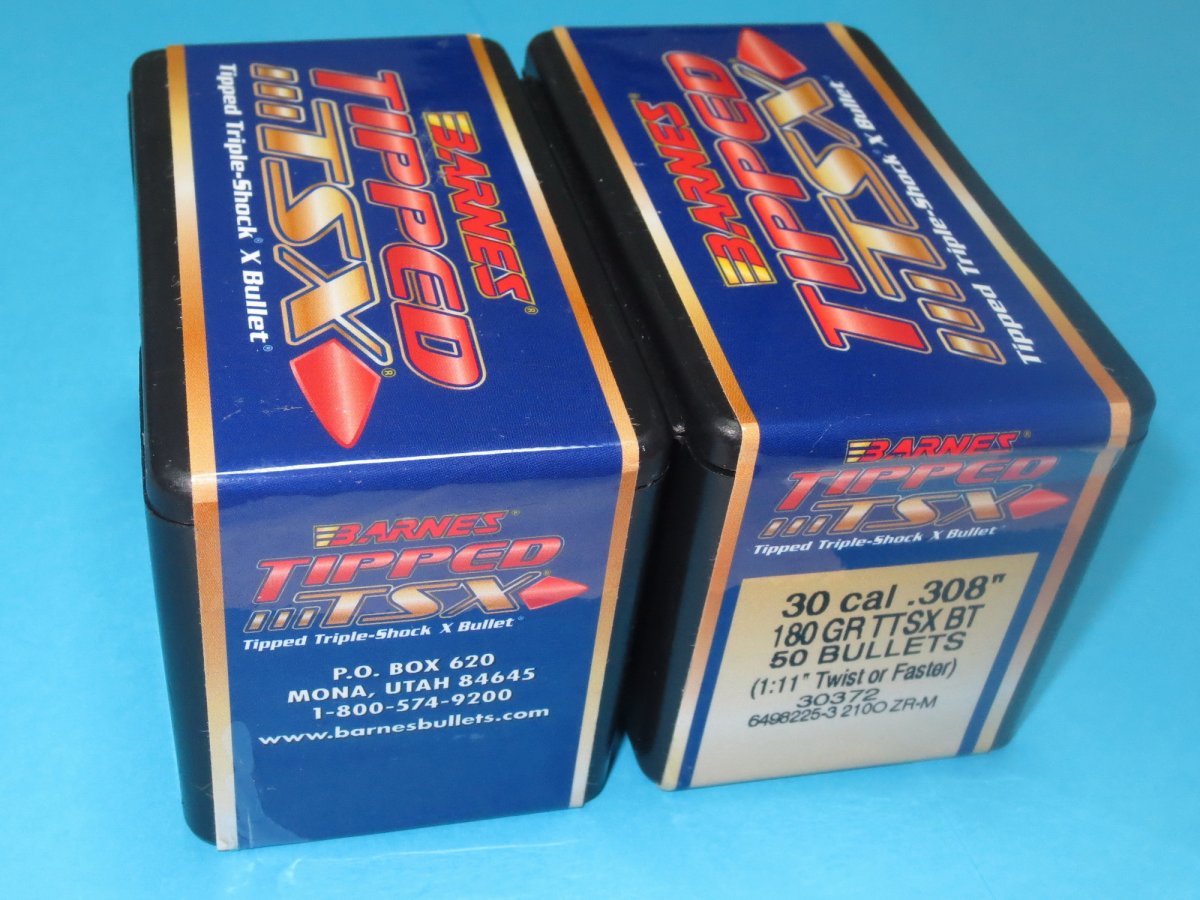 BARNES®
TIPPED
TSX®
Tipped Triple-Shock® X Bullet®
BARNES®
TIPPED
TSX®
Tipped Triple-Shock® X Bullet®
P.O. BOX 620
MONA, UTAH 84645
1-800-574-9200
www.barnesbullets.com
BARNES®
TIPPED
TSX
Tipped Triple-Shock® X Bullet®
BARNES®
TIPPED
TSX®
Tipped Triple-Shock® X Bullet®
30 cal .308"
180 GR TTSX BT
50 BULLETS
(1:11" Twist or Faster)
30372
6498225-3 210O ZR-M